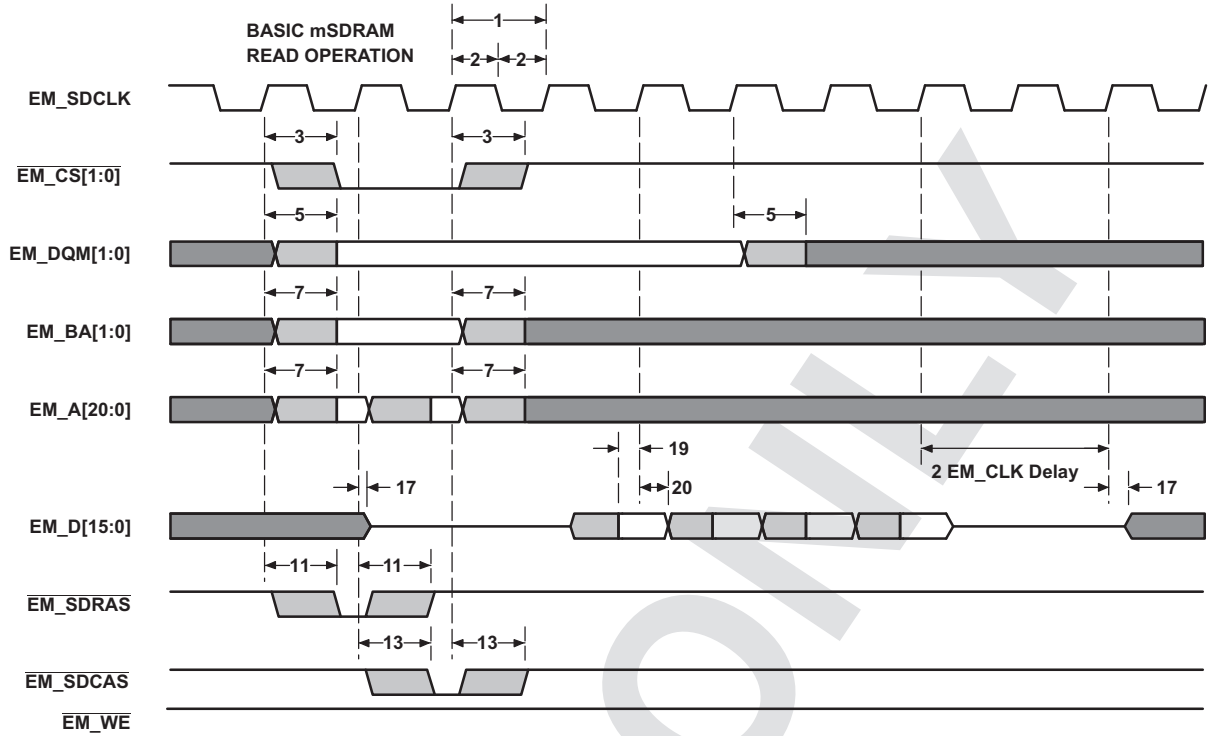 BASIC mSDRAM
READ OPERATION
1
2 2
EM_SDCLK
3 3
EM_CS[1:0]
5 5
EM_DQM[1:0]
7 7
EM_BA[1:0]
7 7
EM_A[20:0]
19
2 EM_CLK Delay
17 20 17
EM_D[15:0]
11 11
EM_SDRAS
13 13
EM_SDCAS
EM_WE
ONLY